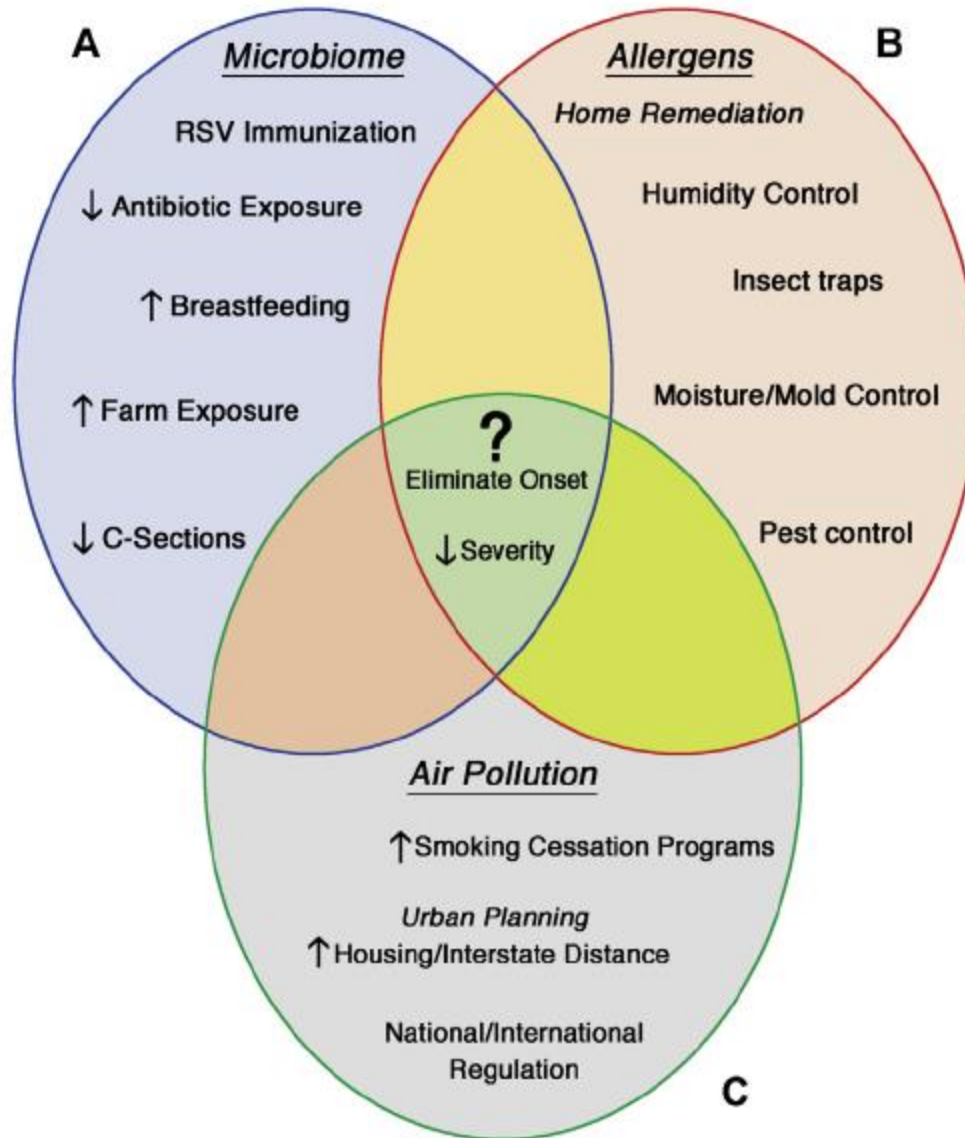 A
Microbiome
RSV Immunization
↓ Antibiotic Exposure
↑ Breastfeeding
↑ Farm Exposure
↓ C-Sections
B
Allergens
Home Remediation
Humidity Control
Insect traps
Moisture/Mold Control
Pest control
?
Eliminate Onset
↓ Severity
Air Pollution
↑ Smoking Cessation Programs
Urban Planning
↑ Housing/Interstate Distance
National/International
Regulation
C